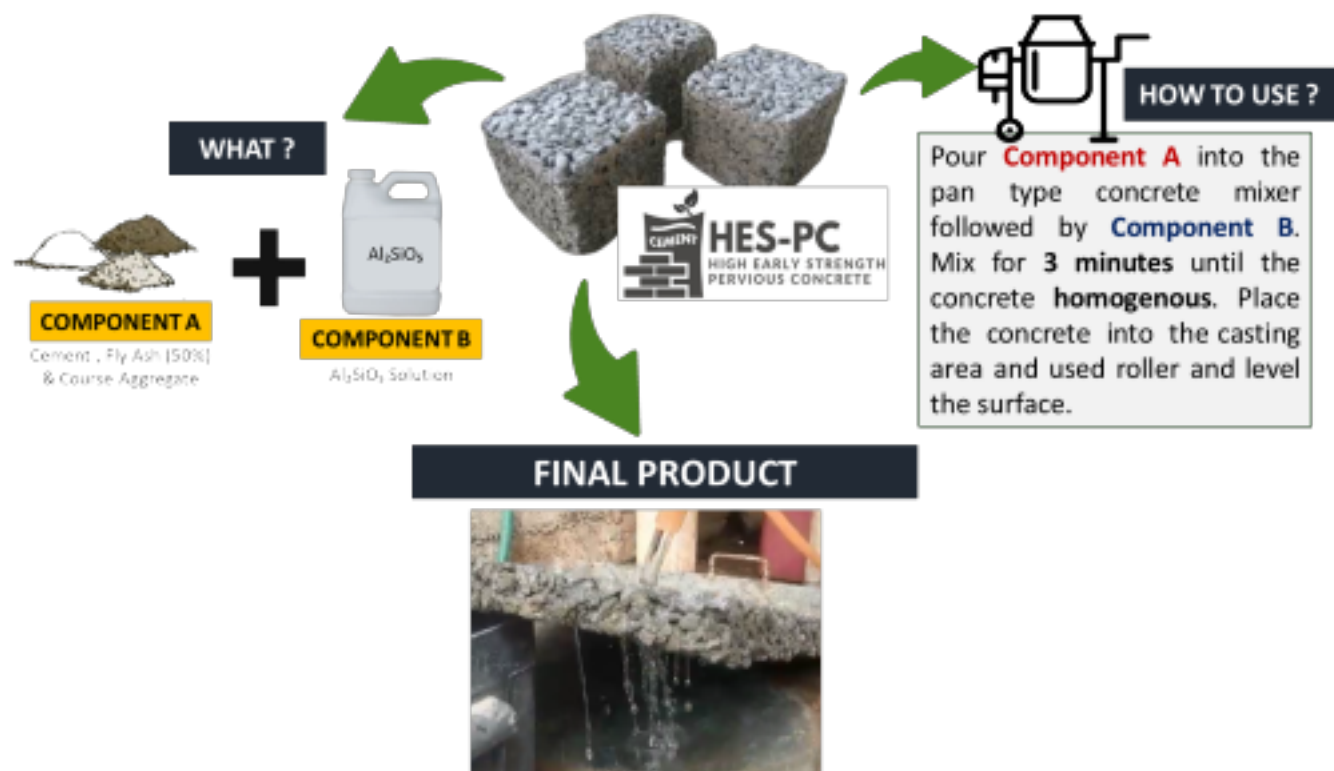 WHAT ?
Al₂SiO₅
COMPONENT A
Cement , Fly Ash (50%)
& Course Aggregate
COMPONENT B
Al₂SiO₅ Solution
CEMENT
HES-PC
HIGH EARLY STRENGTH
PERVIOUS CONCRETE
HOW TO USE ?
Pour Component A into the
pan type concrete mixer
followed by Component B.
Mix for 3 minutes until the
concrete homogenous. Place
the concrete into the casting
area and used roller and level
the surface.
FINAL PRODUCT